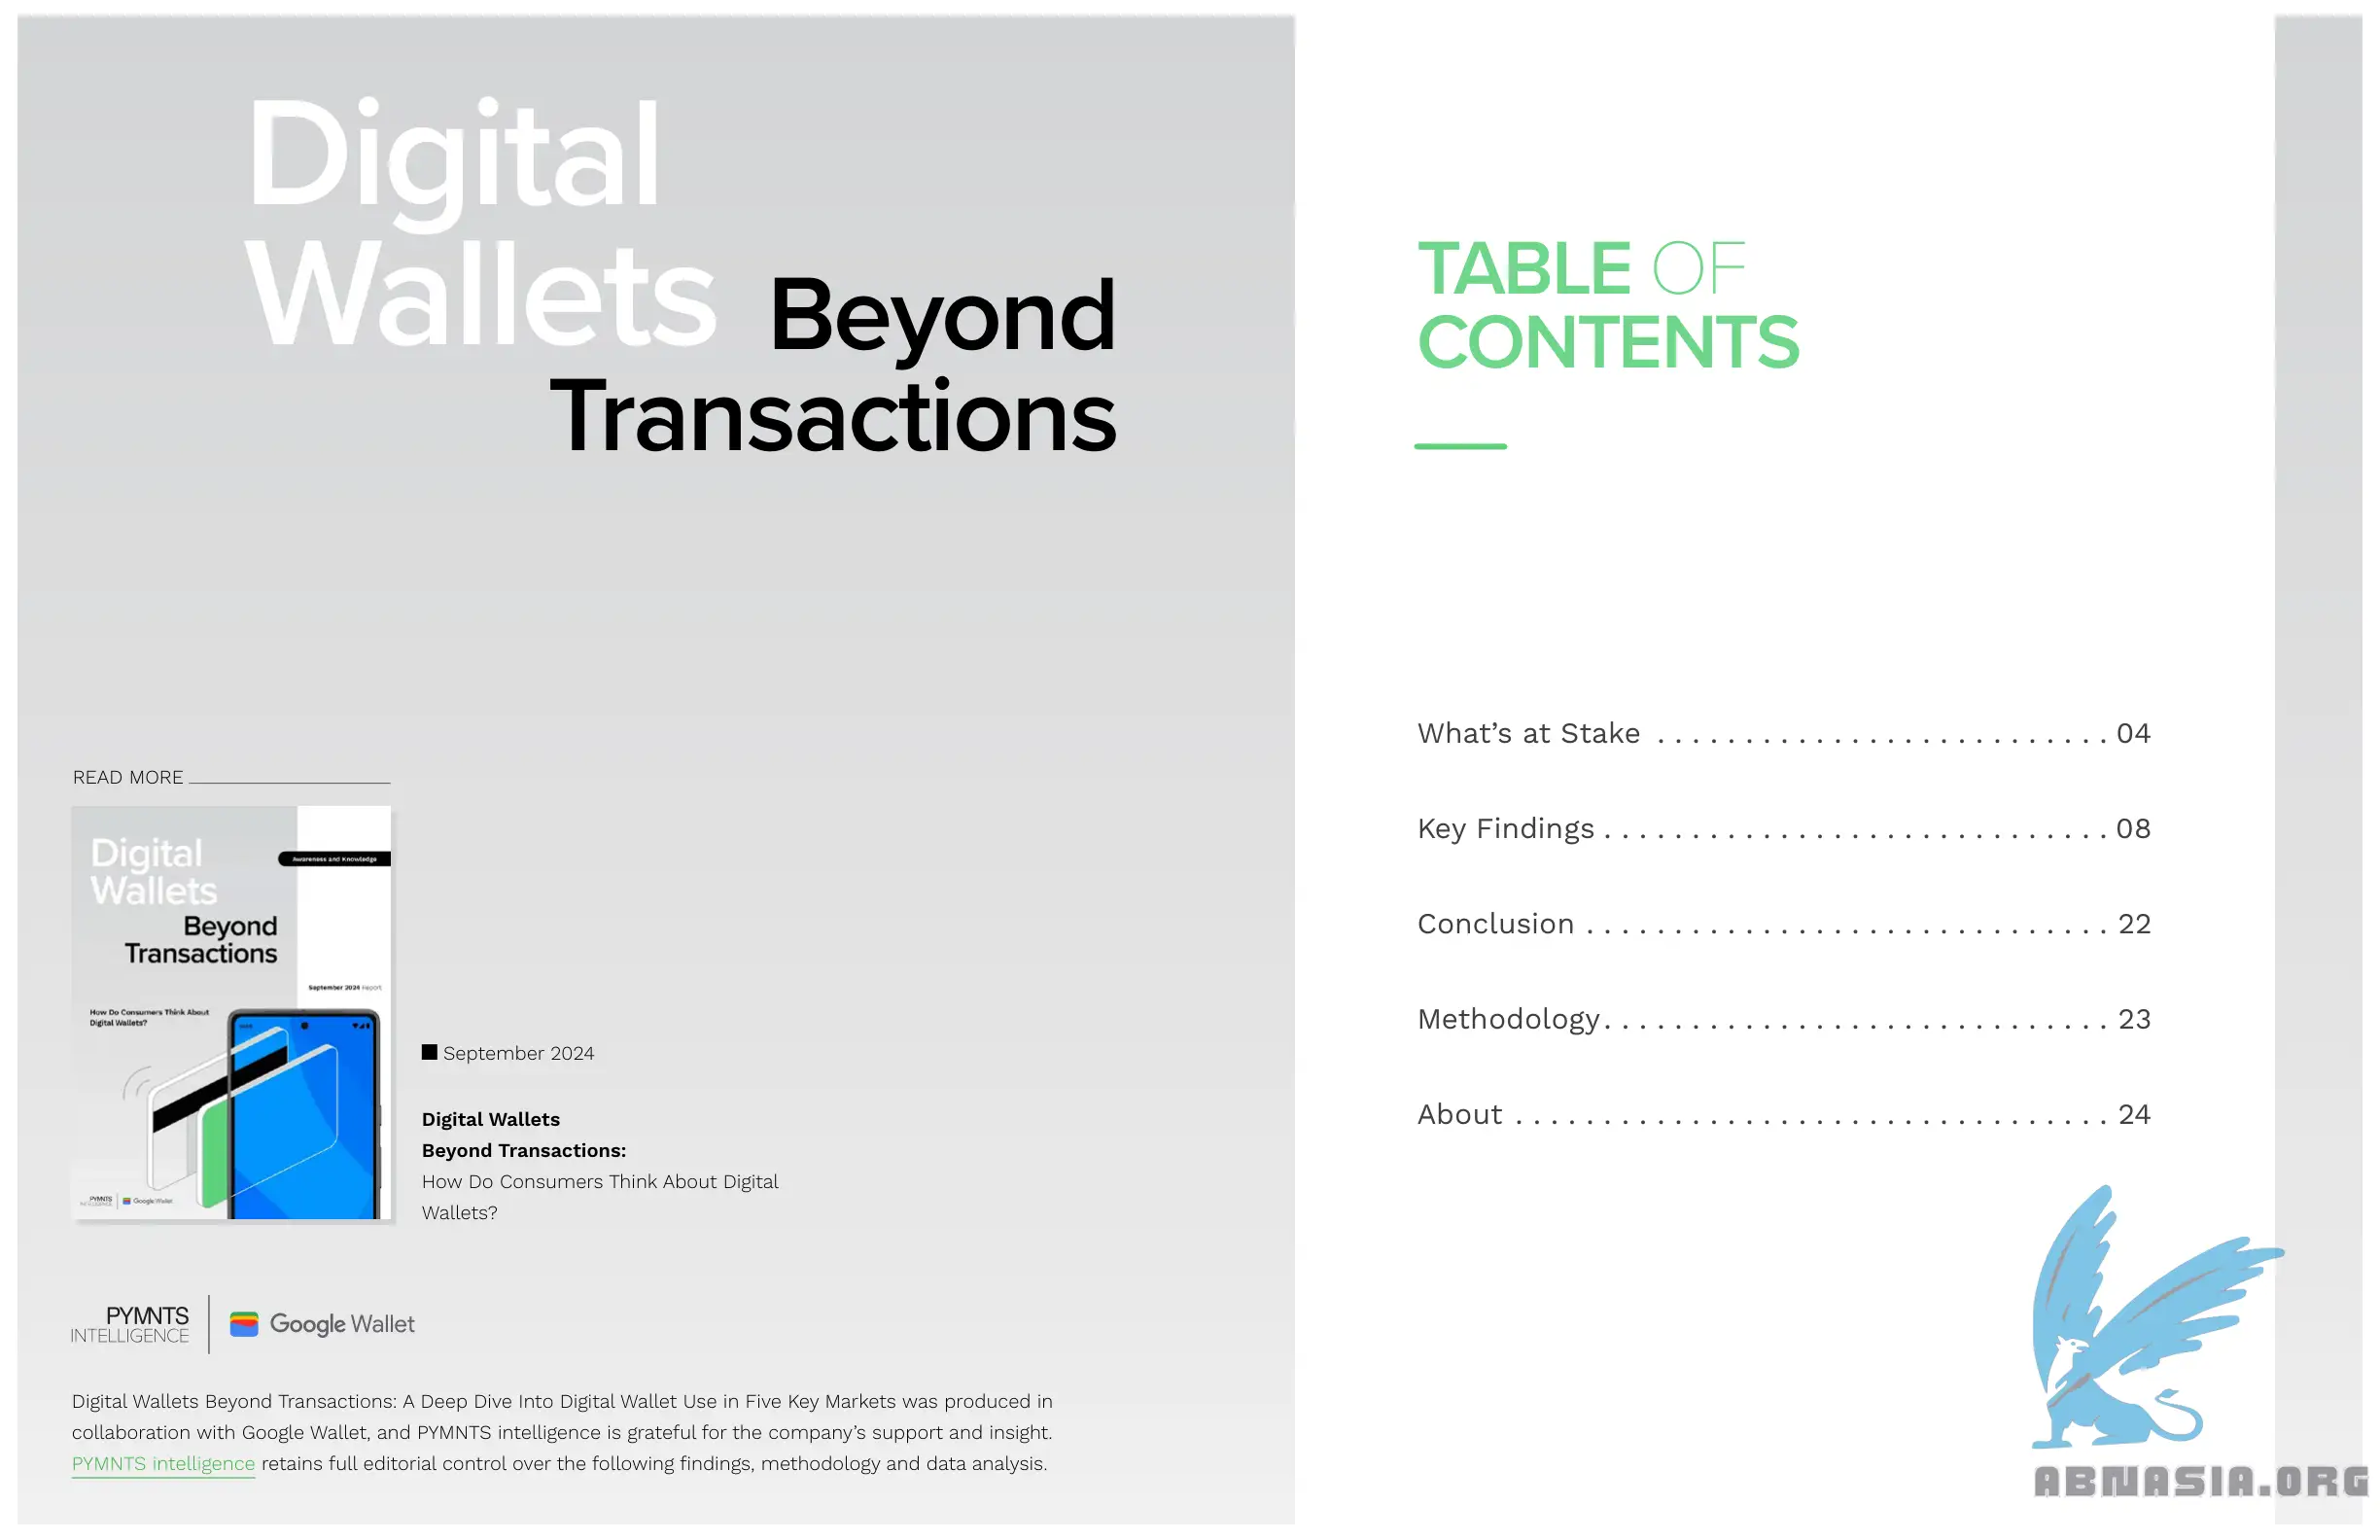 Digital
Wallets Beyond
Transactions
READ MORE
Digital
Wallets
Awareness and Knowledge
Beyond
Transactions
September 2024 Report
How Do Consumers Think About
Digital Wallets?
PYMNTS
INTELLIGENCE
Google Wallet
September 2024
Digital Wallets
Beyond Transactions:
How Do Consumers Think About Digital
Wallets?
PYMNTS
INTELLIGENCE
Google Wallet
Digital Wallets Beyond Transactions: A Deep Dive Into Digital Wallet Use in Five Key Markets was produced in
collaboration with Google Wallet, and PYMNTS intelligence is grateful for the company’s support and insight.
PYMNTS intelligence retains full editorial control over the following findings, methodology and data analysis.
TABLE OF
CONTENTS
What’s at Stake . . . . . . . . . . . . . . . . . . . . . . . . . . 04
Key Findings . . . . . . . . . . . . . . . . . . . . . . . . . . . . . 08
Conclusion . . . . . . . . . . . . . . . . . . . . . . . . . . . . . . 22
Methodology. . . . . . . . . . . . . . . . . . . . . . . . . . . . . 23
About . . . . . . . . . . . . . . . . . . . . . . . . . . . . . . . . . . 24
ABNASIA.ORG